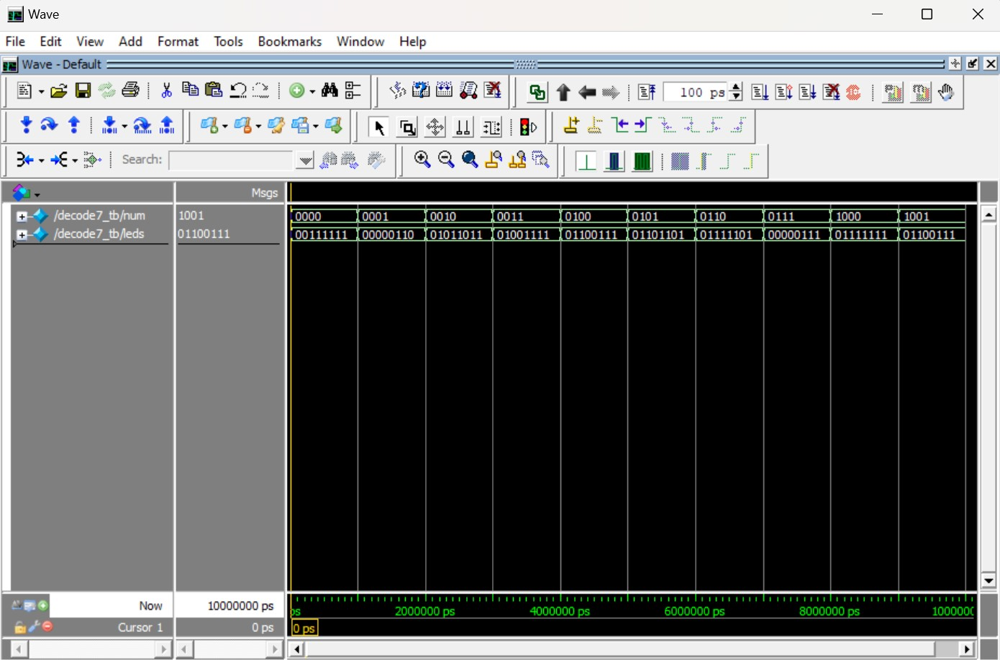 Wave
File Edit View Add Format Tools Bookmarks Window Help
Wave - Default
100 ps
Search:
Msgs
/decode7_tb/num 1001 0000 0001 0010 0011 0100 0101 0110 0111 1000 1001
/decode7_tb/leds 01100111 00111111 00000110 01011011 01001111 01100111 01101101 01111101 00000111 01111111 01100111
Now 10000000 ps ps 2000000 ps 4000000 ps 6000000 ps 8000000 ps 1000000
Cursor 1 0 ps 0 ps